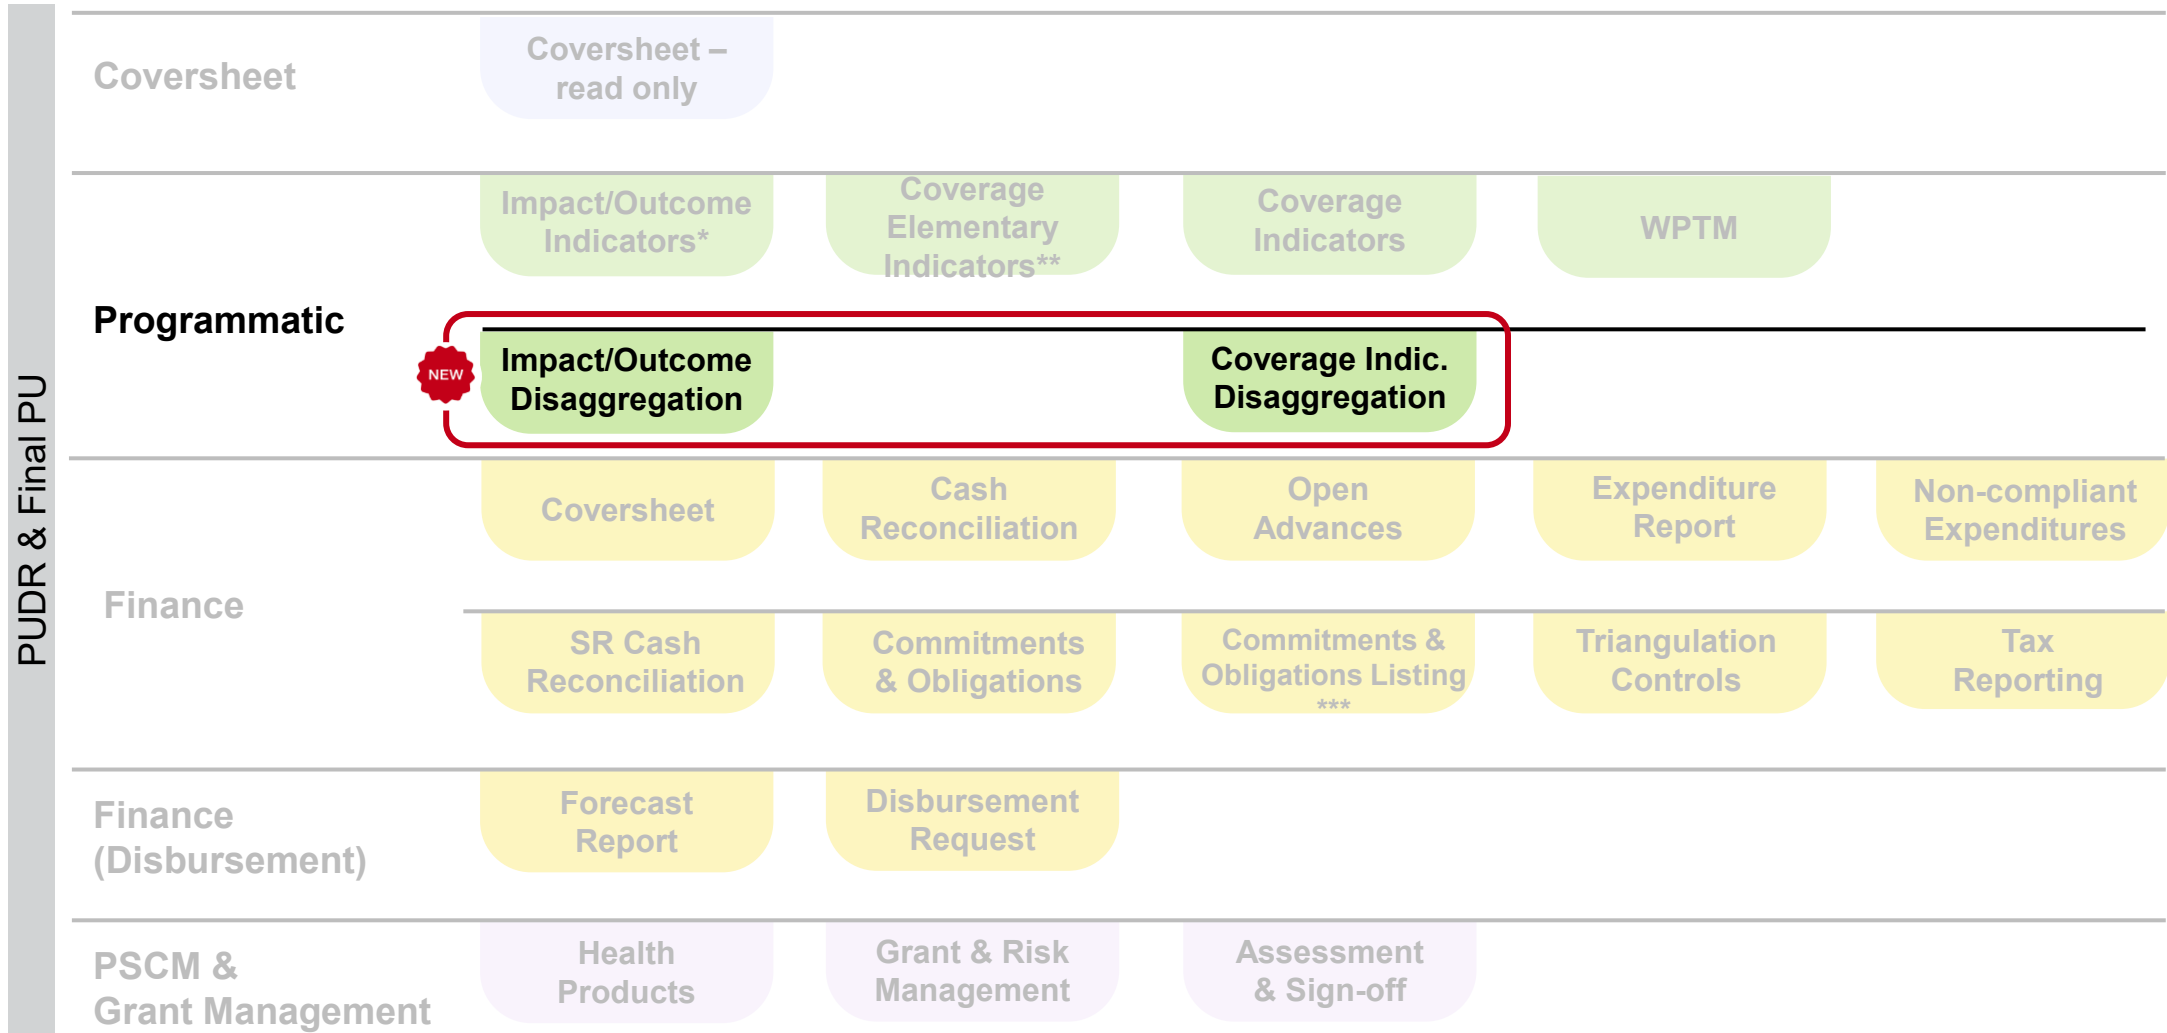 PUDR & Final PU
Coversheet
Coversheet –
read only
Programmatic
Impact/Outcome
Indicators*
Coverage
Elementary
Indicators**
Coverage
Indicators
WPTM
NEW
Impact/Outcome
Disaggregation
Coverage Indic.
Disaggregation
Finance
Coversheet
Cash
Reconciliation
Open
Advances
Expenditure
Report
Non-compliant
Expenditures
SR Cash
Reconciliation
Commitments
& Obligations
Commitments &
Obligations Listing
***
Triangulation
Controls
Tax
Reporting
Finance
(Disbursement)
Forecast
Report
Disbursement
Request
PSCM &
Grant Management
Health
Products
Grant & Risk
Management
Assessment
& Sign-off